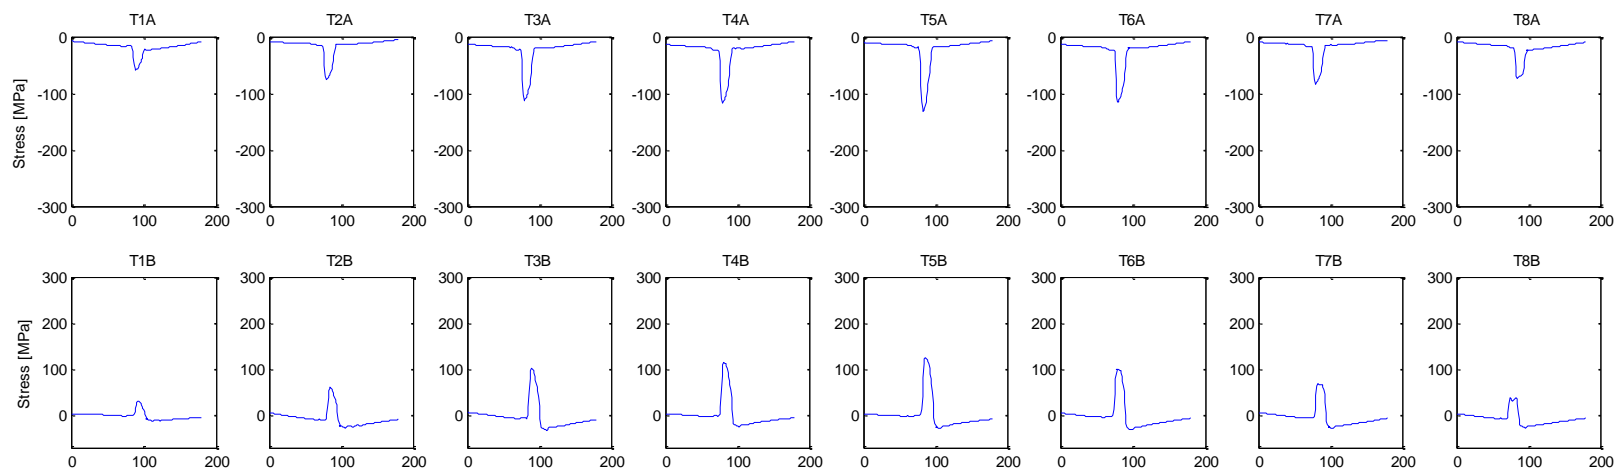 T1A T2A T3A T4A T5A T6A T7A T8A
0 0 0 0 0 0 0 0
-100 -100 -100 -100 -100 -100 -100 -100
Stress [MPa]
-200 -200 -200 -200 -200 -200 -200 -200
-300 -300 -300 -300 -300 -300 -300 -300
0 100 200 0 100 200 0 100 200 0 100 200 0 100 200 0 100 200 0 100 200 0 100 200
T1B T2B T3B T4B T5B T6B T7B T8B
300 300 300 300 300 300 300 300
200 200 200 200 200 200 200 200
Stress [MPa]
100 100 100 100 100 100 100 100
0 0 0 0 0 0 0 0
0 100 200 0 100 200 0 100 200 0 100 200 0 100 200 0 100 200 0 100 200 0 100 200